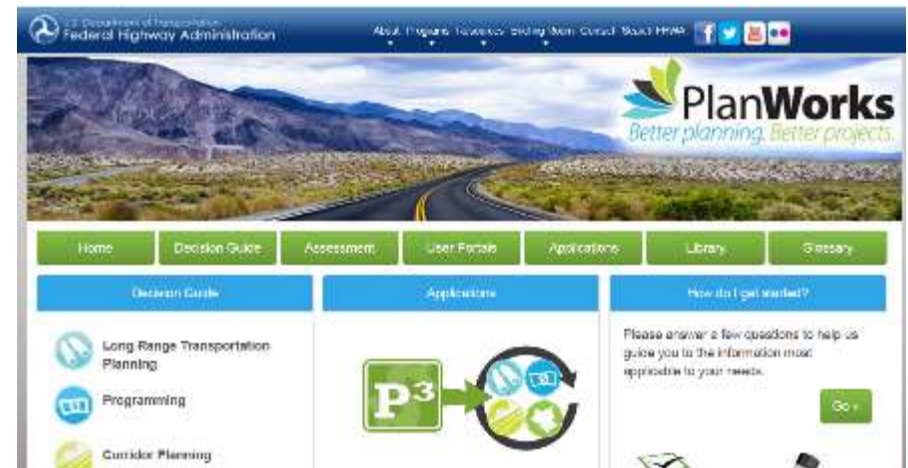 U.S. Department of Transportation
Federal Highway Administration
About Programs Resources Briefing Room Contact Search FHWA
PlanWorks
Better planning. Better projects.
Home
Decision Guide
Assessment
User Portals
Applications
Library
Glossary
Decision Guide
Applications
How do I get started?
Long Range Transportation
Planning
Programming
Corridor Planning
P3
Please answer a few questions to help us
guide you to the information most
applicable to your needs.
Go »